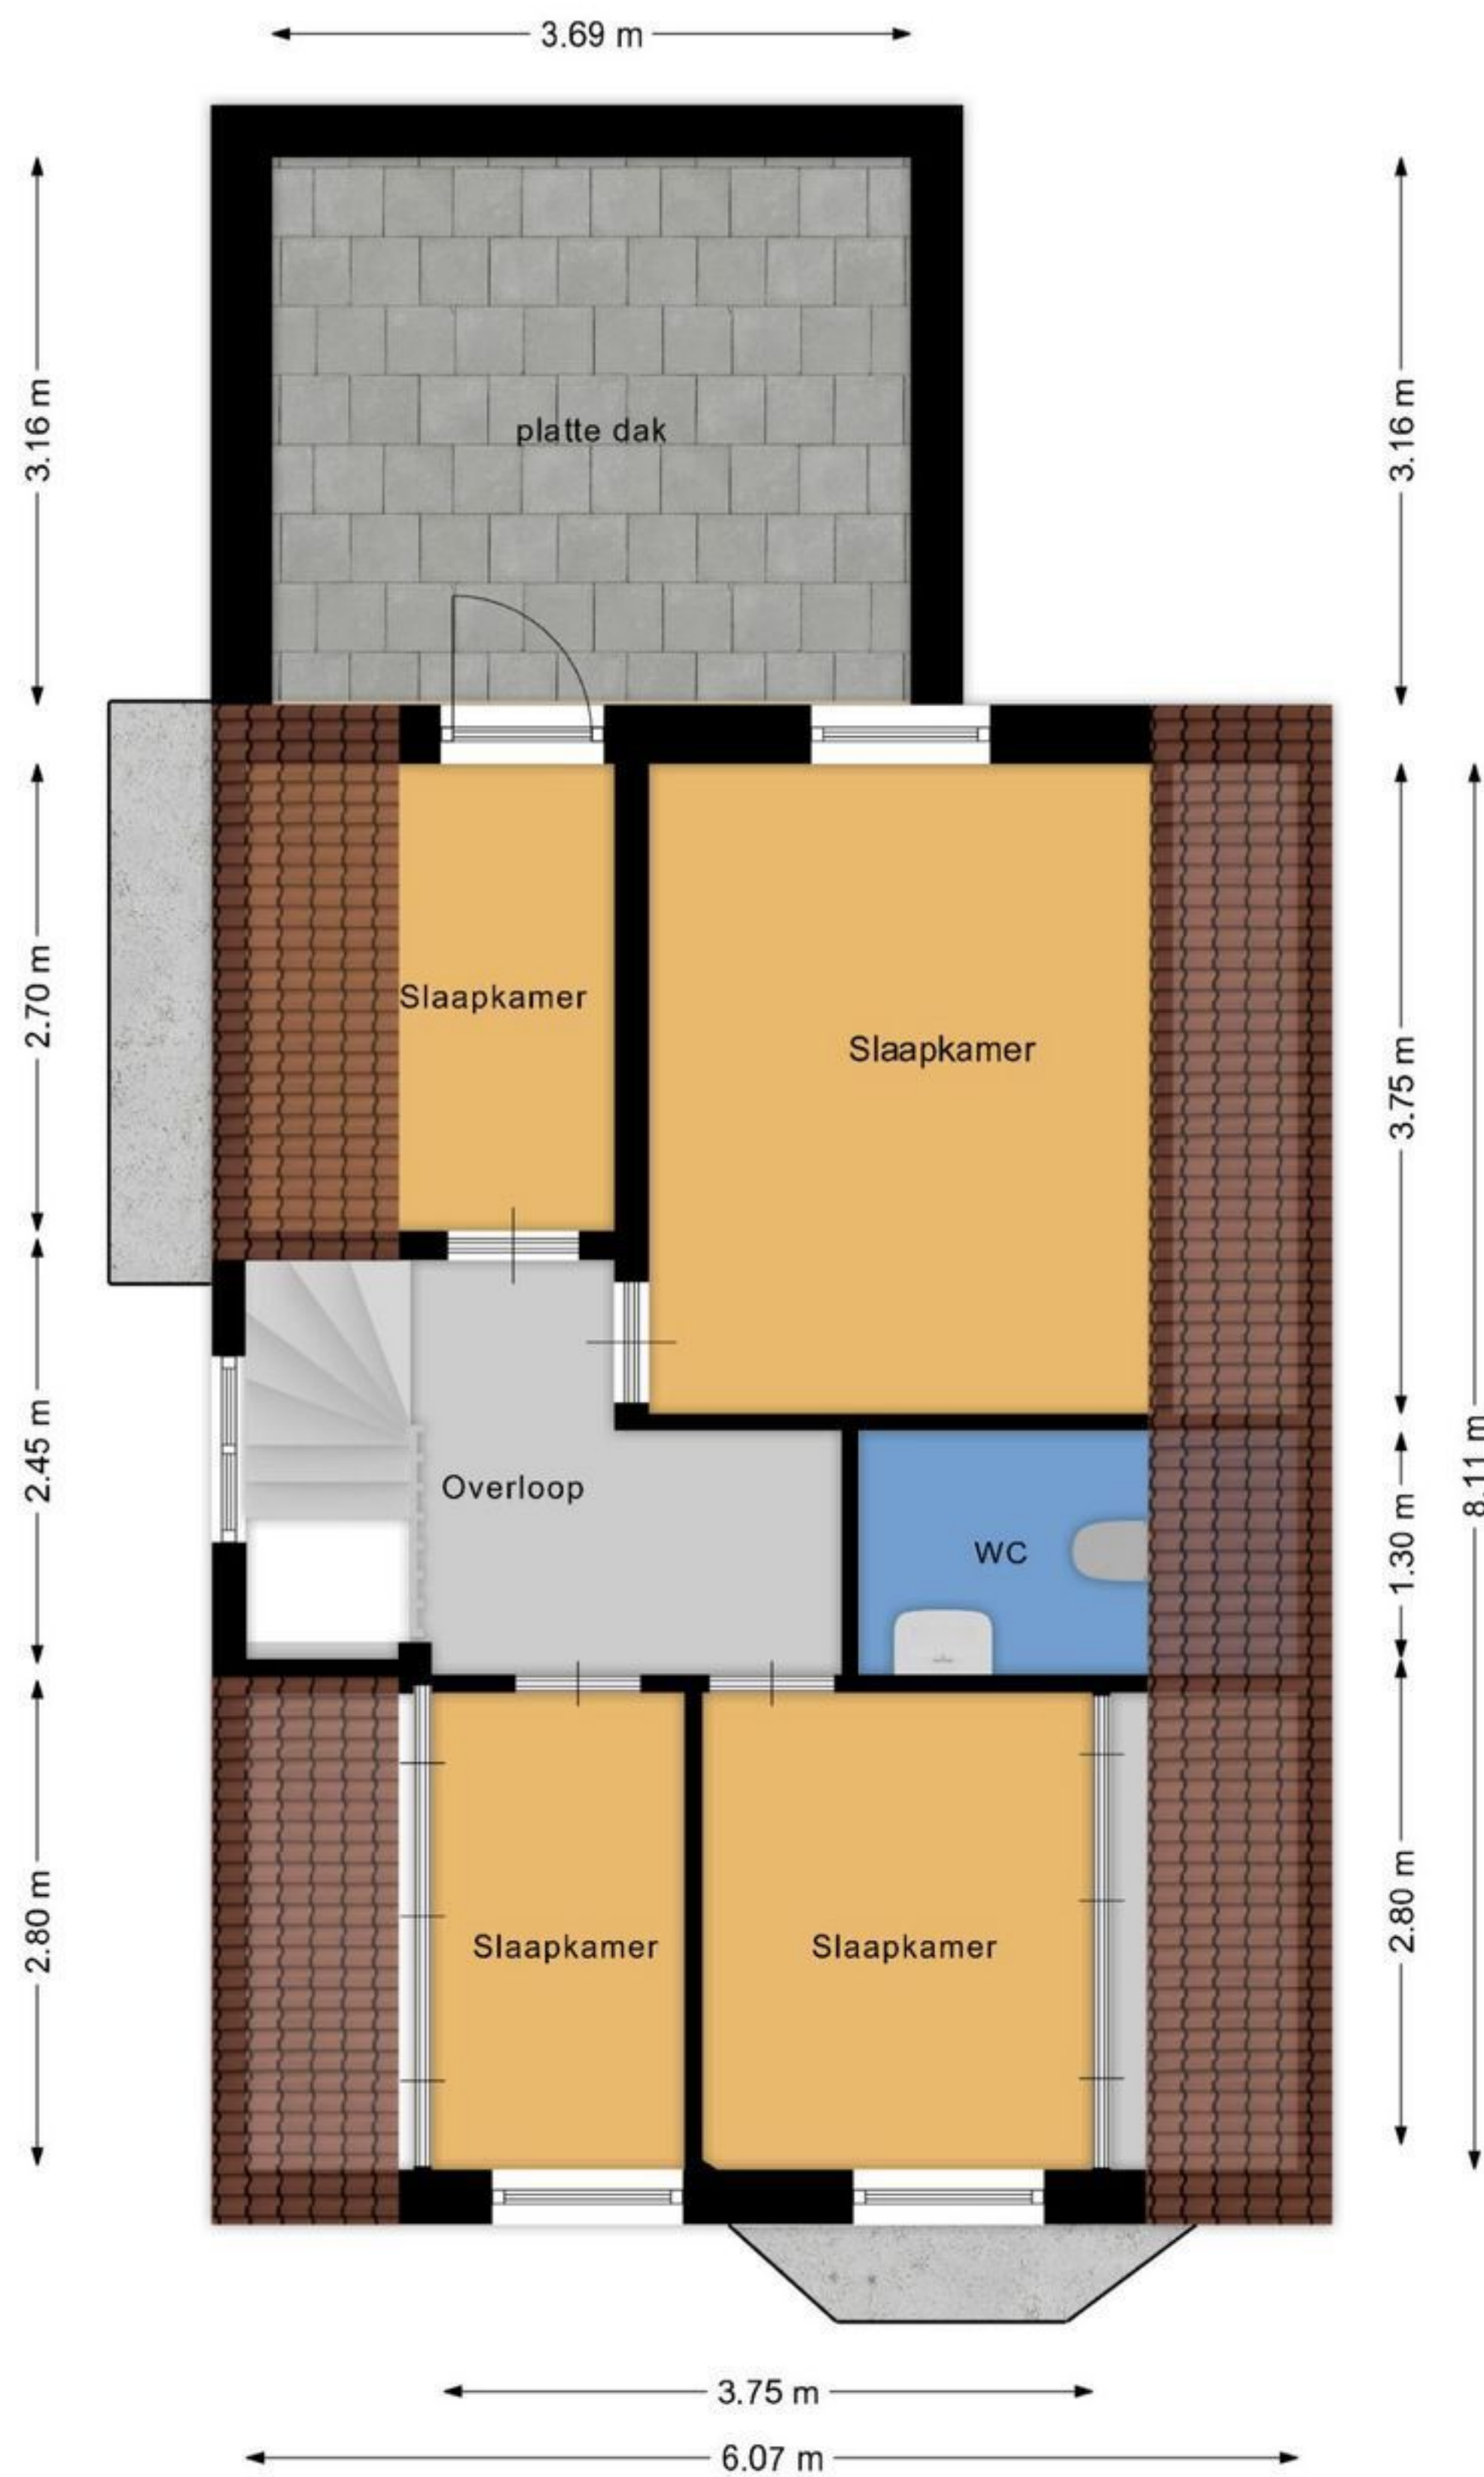 3.69 m
3.16 m
3.16 m
platte dak
2.70 m
Slaapkamer
Slaapkamer
3.75 m
8.11 m
2.45 m
Overloop
WC
1.30 m
2.80 m
Slaapkamer
Slaapkamer
2.80 m
3.75 m
6.07 m